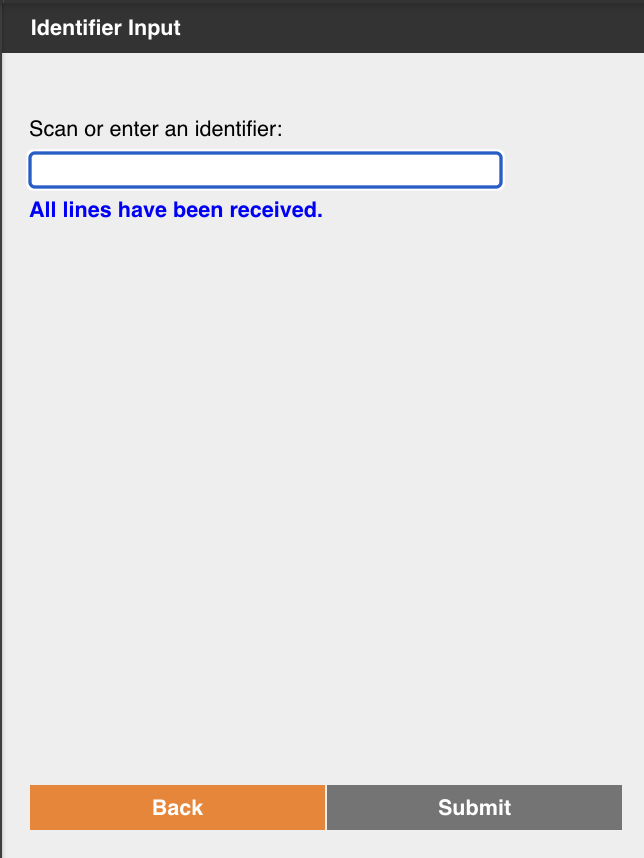 Identifier Input
Scan or enter an identifier:
All lines have been received.
Back
Submit